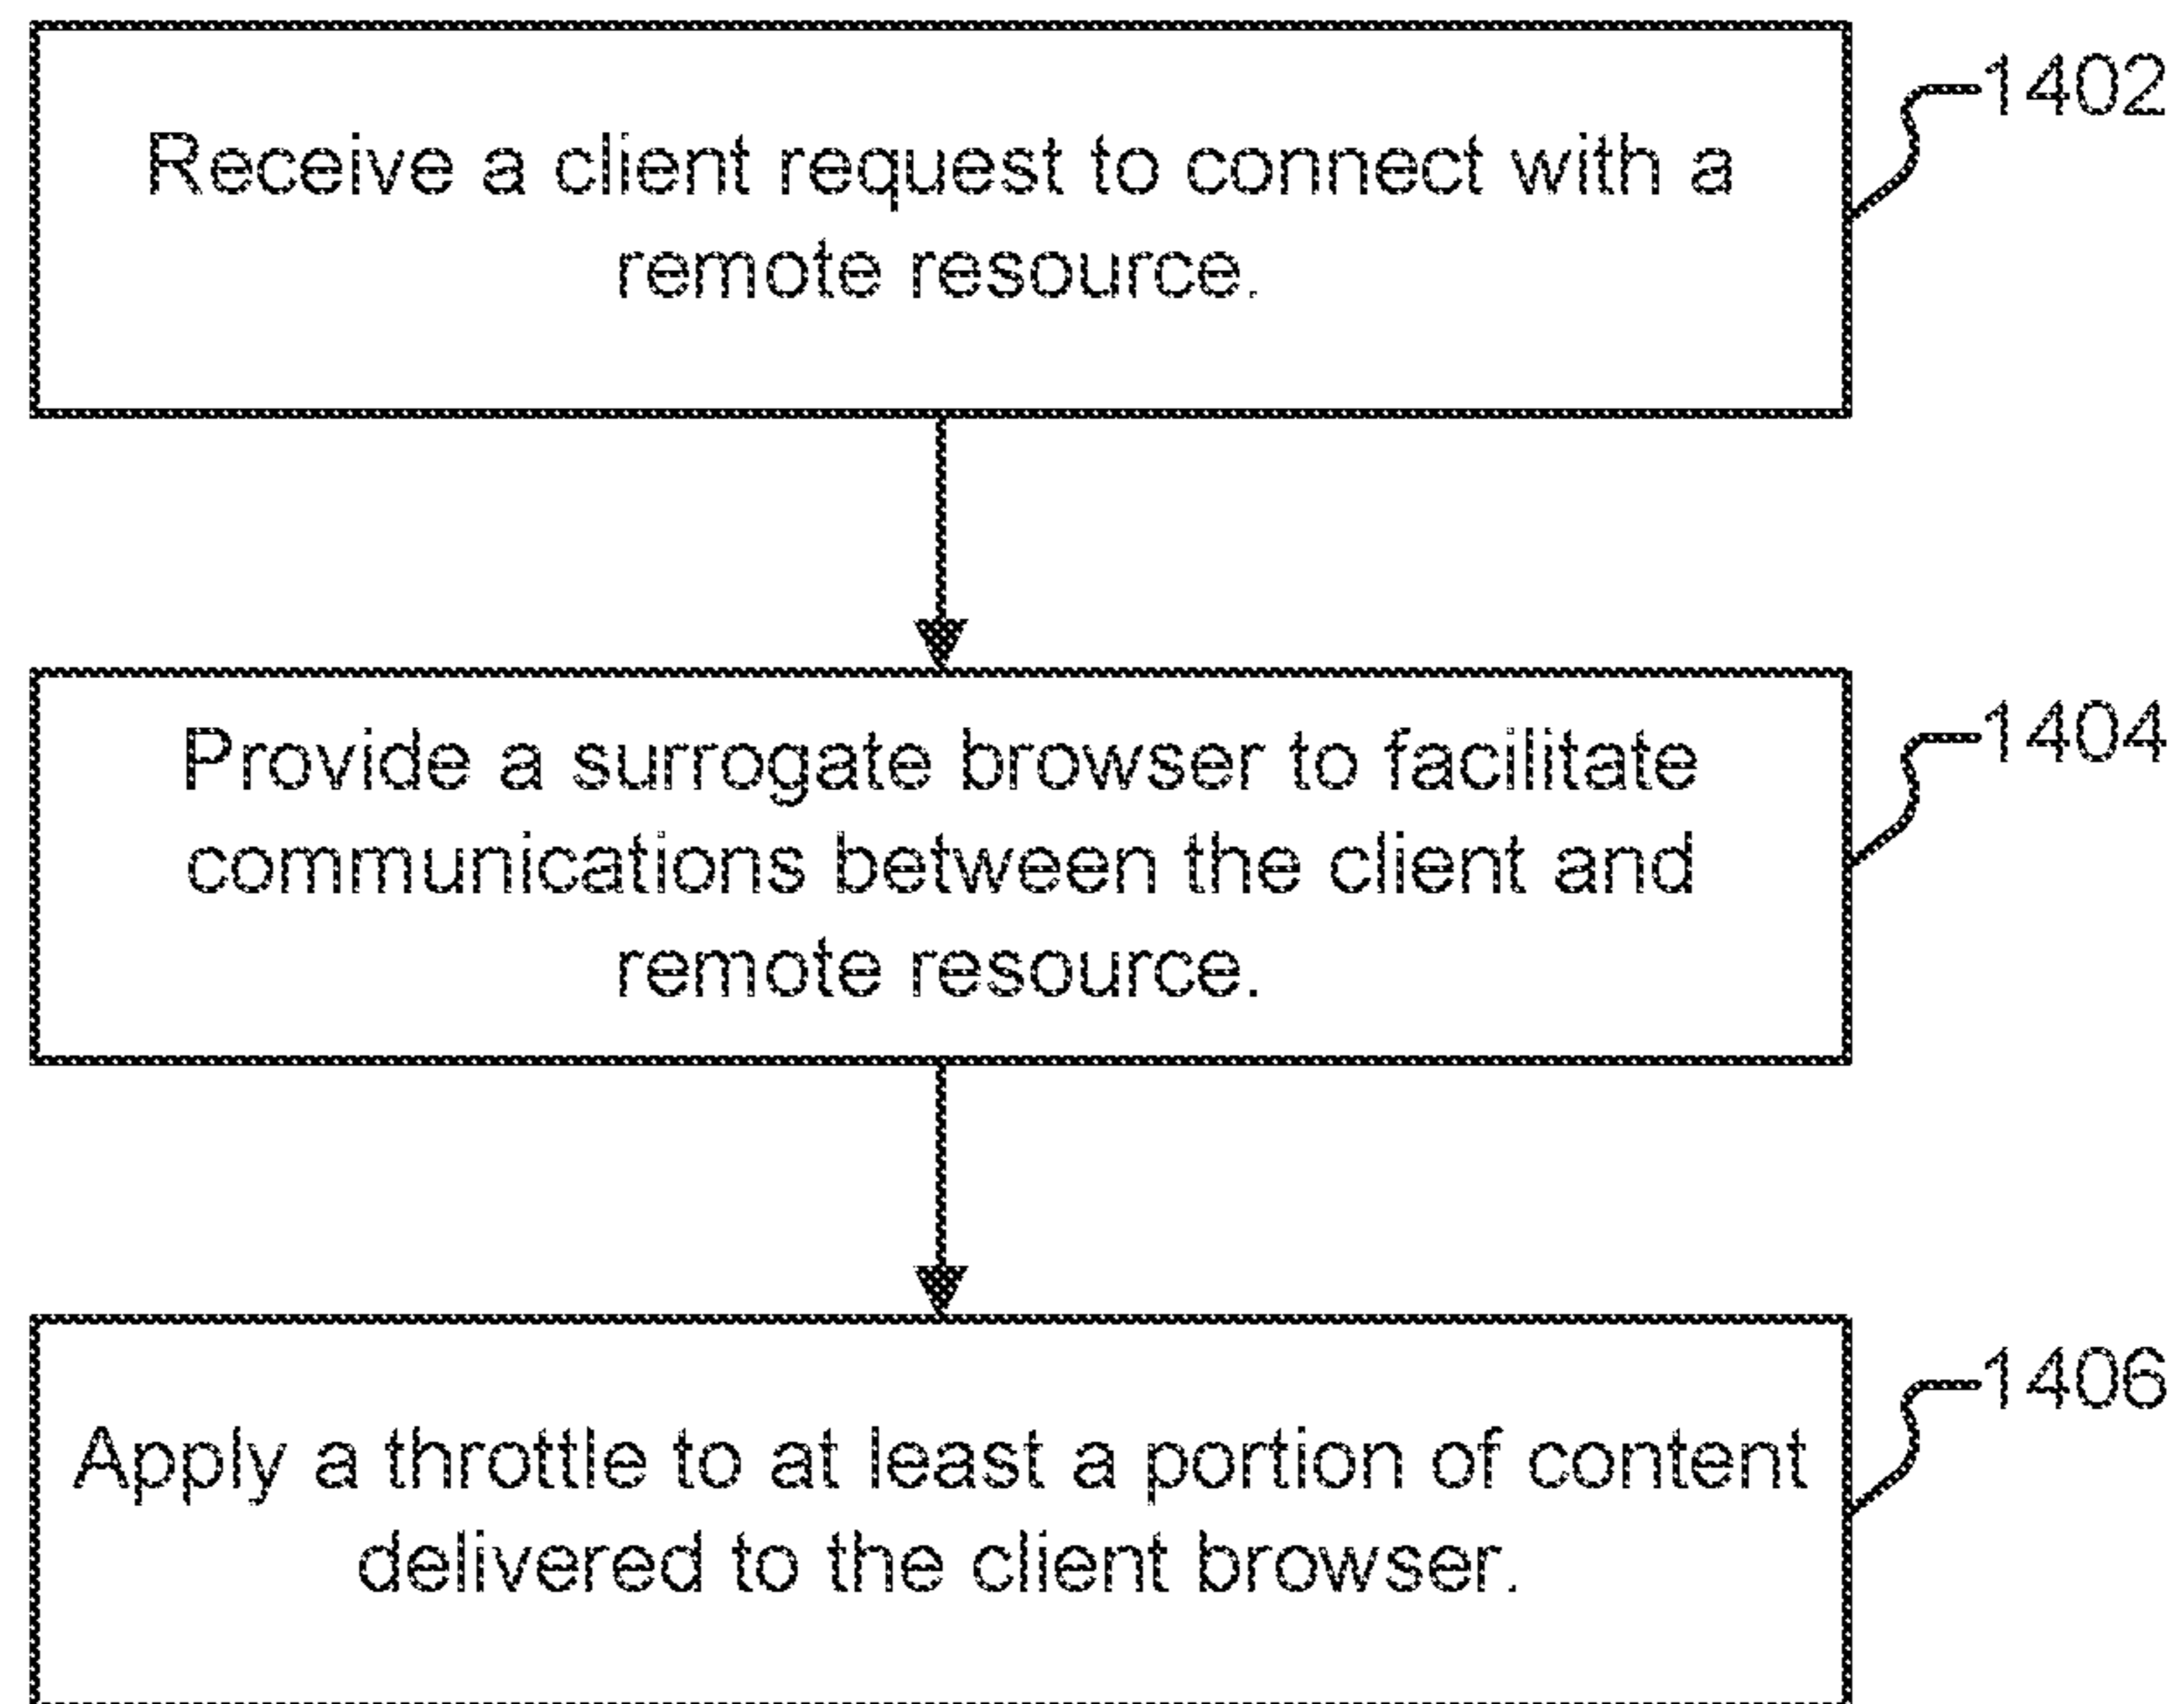 Receive a client request to connect with a
remote resource.
1402
Provide a surrogate browser to facilitate
communications between the client and
remote resource.
1404
Apply a throttle to at least a portion of content
delivered to the client browser.
1406